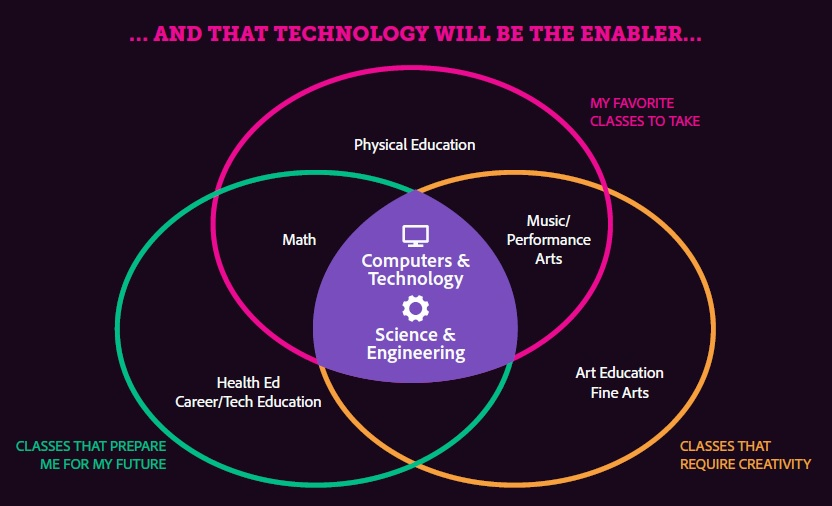 ... AND THAT TECHNOLOGY WILL BE THE ENABLER...
MY FAVORITE
CLASSES TO TAKE
Physical Education
Math
Music/
Performance
Arts
Computers &
Technology
Science &
Engineering
Health Ed
Career/Tech Education
Art Education
Fine Arts
CLASSES THAT PREPARE
ME FOR MY FUTURE
CLASSES THAT
REQUIRE CREATIVITY